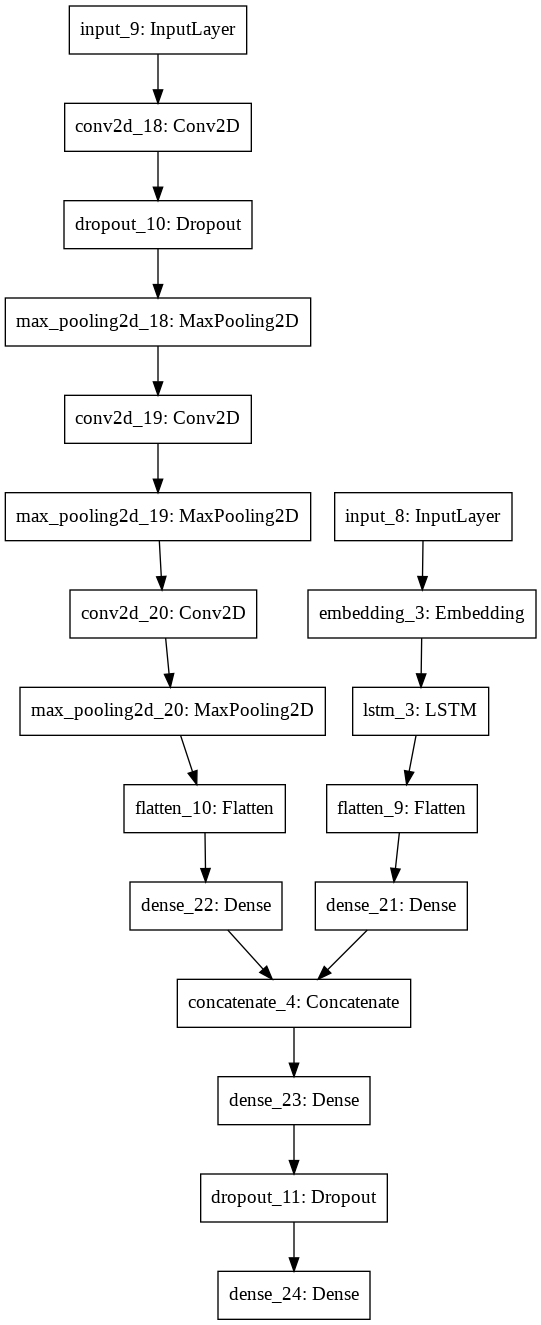 input_9: InputLayer
conv2d_18: Conv2D
dropout_10: Dropout
max_pooling2d_18: MaxPooling2D
conv2d_19: Conv2D
max_pooling2d_19: MaxPooling2D
input_8: InputLayer
conv2d_20: Conv2D
embedding_3: Embedding
max_pooling2d_20: MaxPooling2D
lstm_3: LSTM
flatten_10: Flatten
flatten_9: Flatten
dense_22: Dense
dense_21: Dense
concatenate_4: Concatenate
dense_23: Dense
dropout_11: Dropout
dense_24: Dense